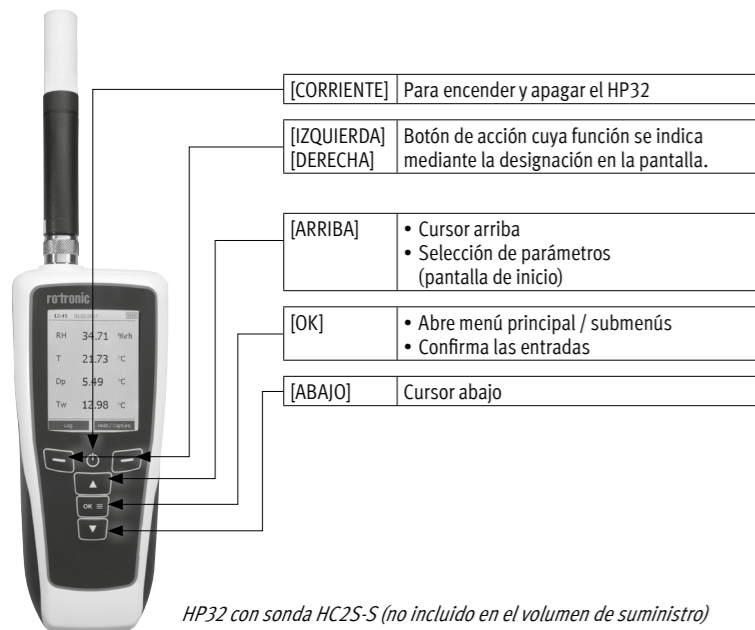 [CORRIENTE] Para encender y apagar el HP32
[IZQUIERDA] Botón de acción cuya función se indica
[DERECHA] mediante la designación en la pantalla.
[ARRIBA] • Cursor arriba
• Selección de parámetros
(pantalla de inicio)
[OK] • Abre menú principal / submenús
• Confirma las entradas
[ABAJO] Cursor abajo
rotronic
12:45 01.02.2017
RH 34.71 %rh
T 21.73 °C
Dp 5.49 °C
Tw 12.98 °C
Log Hold / Capture
OK
HP32 con sonda HC2S-S (no incluido en el volumen de suministro)